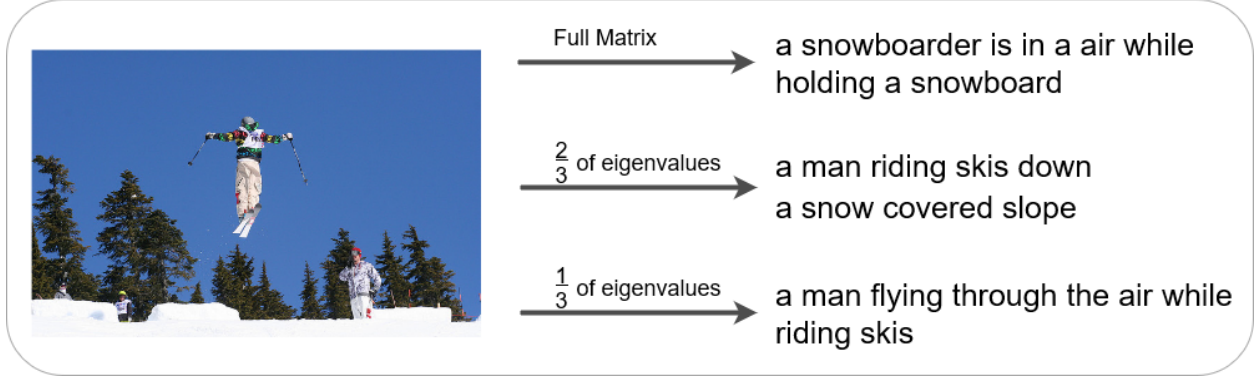 Full Matrix
a snowboarder is in a air while
holding a snowboard
2/3 of eigenvalues
a man riding skis down
a snow covered slope
1/3 of eigenvalues
a man flying through the air while
riding skis